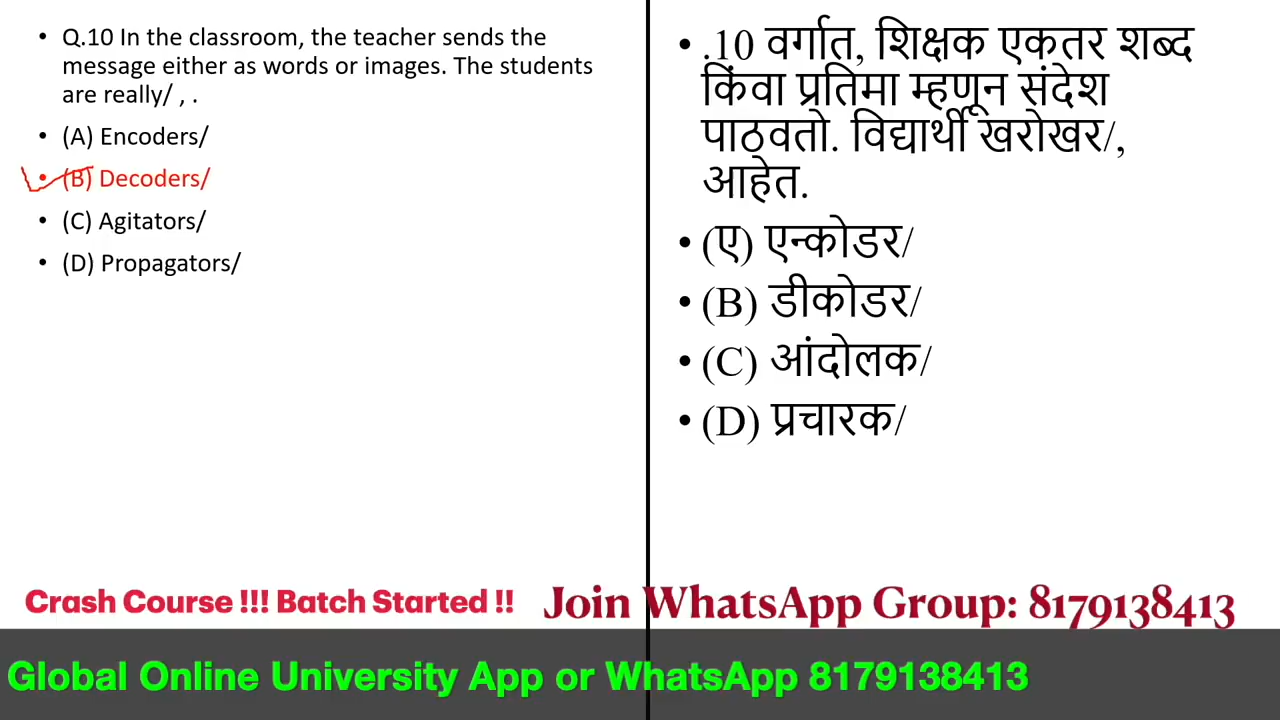 • Q.10 In the classroom, the teacher sends the
message either as words or images. The students
are really/ , .
• (A) Encoders/
• (B) Decoders/
• (C) Agitators/
• (D) Propagators/
• .10 वर्गात, शिक्षक एकतर शब्द
किंवा प्रतिमा म्हणून संदेश
पाठवतो. विद्यार्थी खरोखर/,
आहेत.
• (ए) एन्कोडर/
• (B) डीकोडर/
• (C) आंदोलक/
• (D) प्रचारक/
Crash Course !!! Batch Started !!
Join WhatsApp Group: 8179138413
Global Online University App or WhatsApp 8179138413